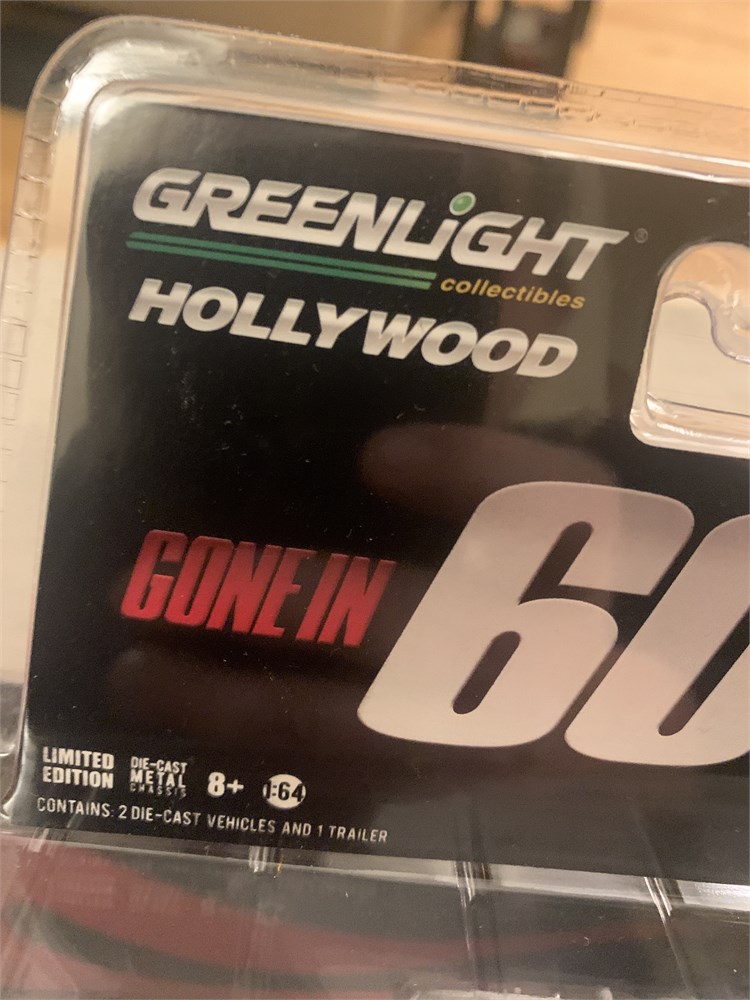 GREENLiGHT®
collectibles
HOLLYWOOD
GONE IN 60
LIMITED
EDITION
DIE-CAST
METAL
CHASSIS
8+
1:64
CONTAINS: 2 DIE-CAST VEHICLES AND 1 TRAILER